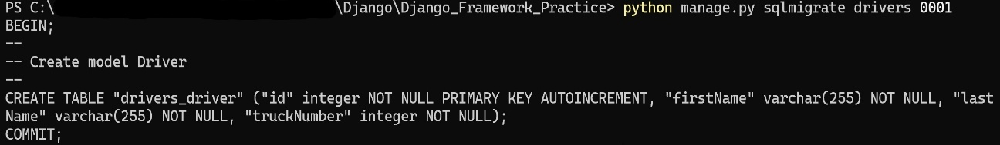 PS C:\ \Django\Django_Framework_Practice> python manage.py sqlmigrate drivers 0001
BEGIN;
--
-- Create model Driver
--
CREATE TABLE "drivers_driver" ("id" integer NOT NULL PRIMARY KEY AUTOINCREMENT, "firstName" varchar(255) NOT NULL, "last
Name" varchar(255) NOT NULL, "truckNumber" integer NOT NULL);
COMMIT;